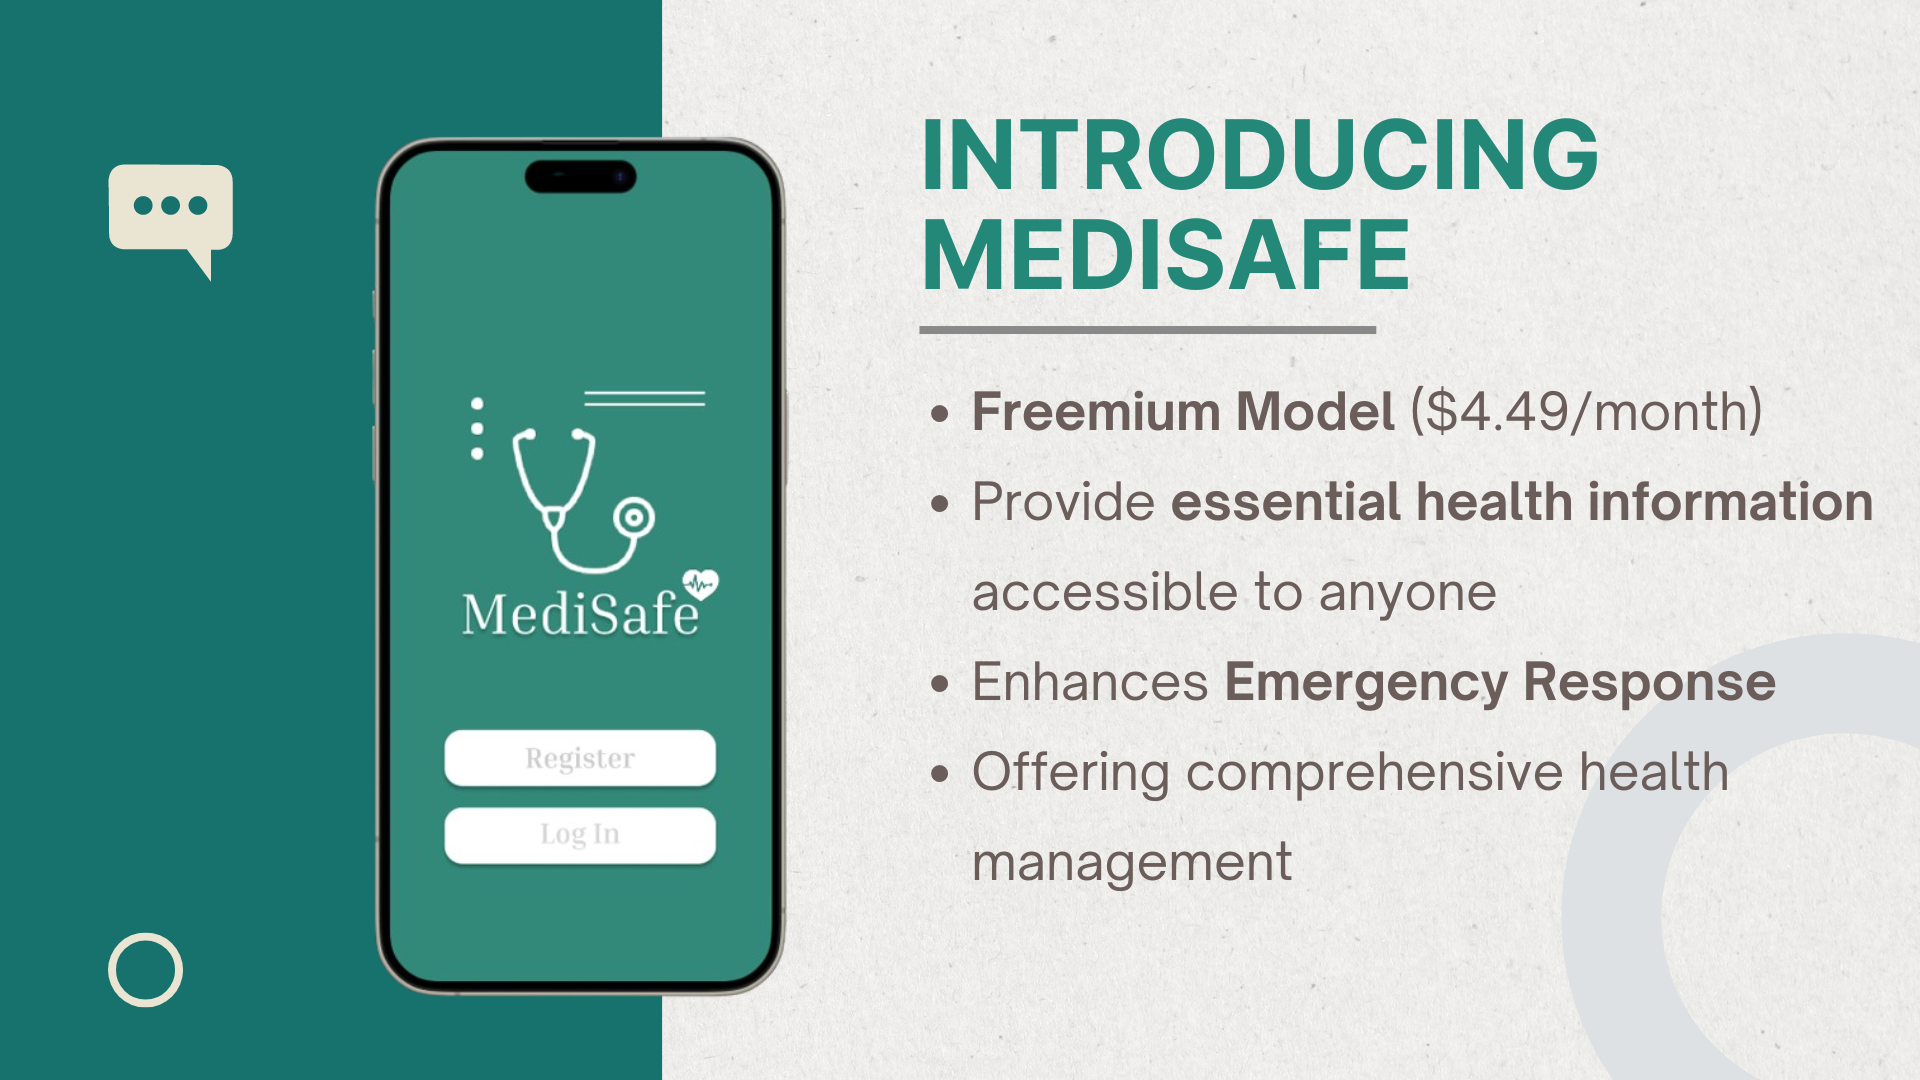 MediSafe
Register
Log In
INTRODUCING
MEDISAFE
Freemium Model ($4.49/month)
Provide essential health information
accessible to anyone
Enhances Emergency Response
Offering comprehensive health
management